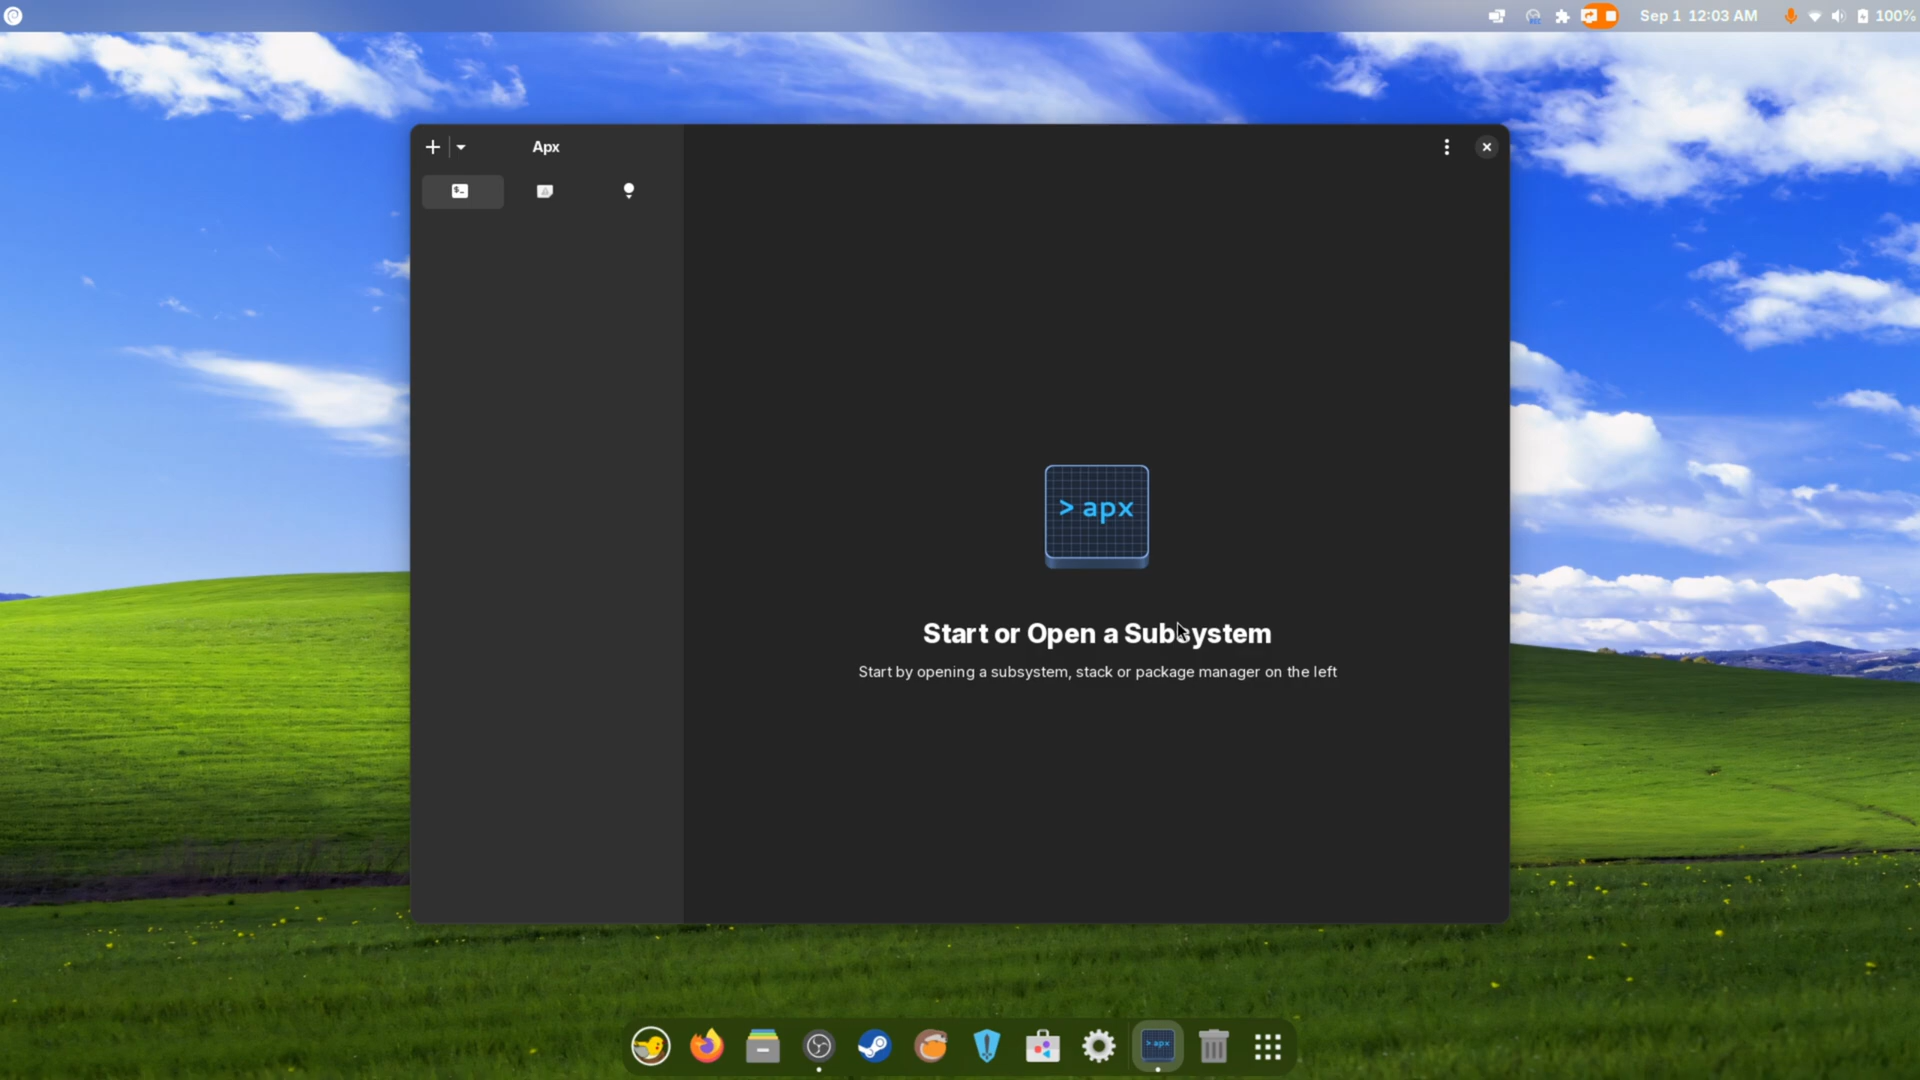 Sep 1 12:03 AM
100%
Apx
> apx
Start or Open a Subsystem
Start by opening a subsystem, stack or package manager on the left
> apx